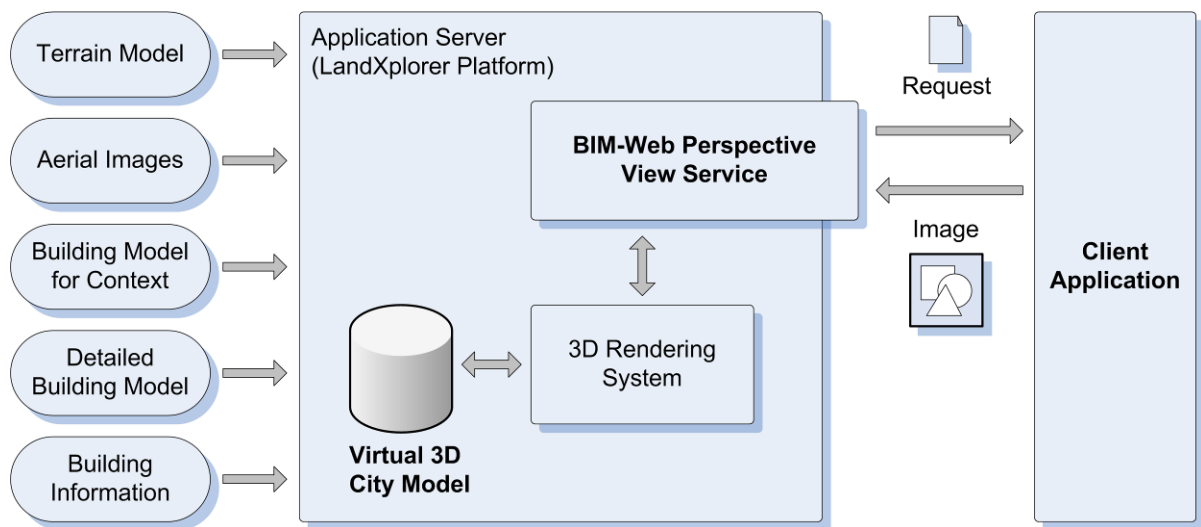 Terrain Model
Aerial Images
Building Model
for Context
Detailed
Building Model
Building
Information
Application Server
(LandXplorer Platform)
BIM-Web Perspective
View Service
3D Rendering
System
Virtual 3D
City Model
Request
Image
Client
Application